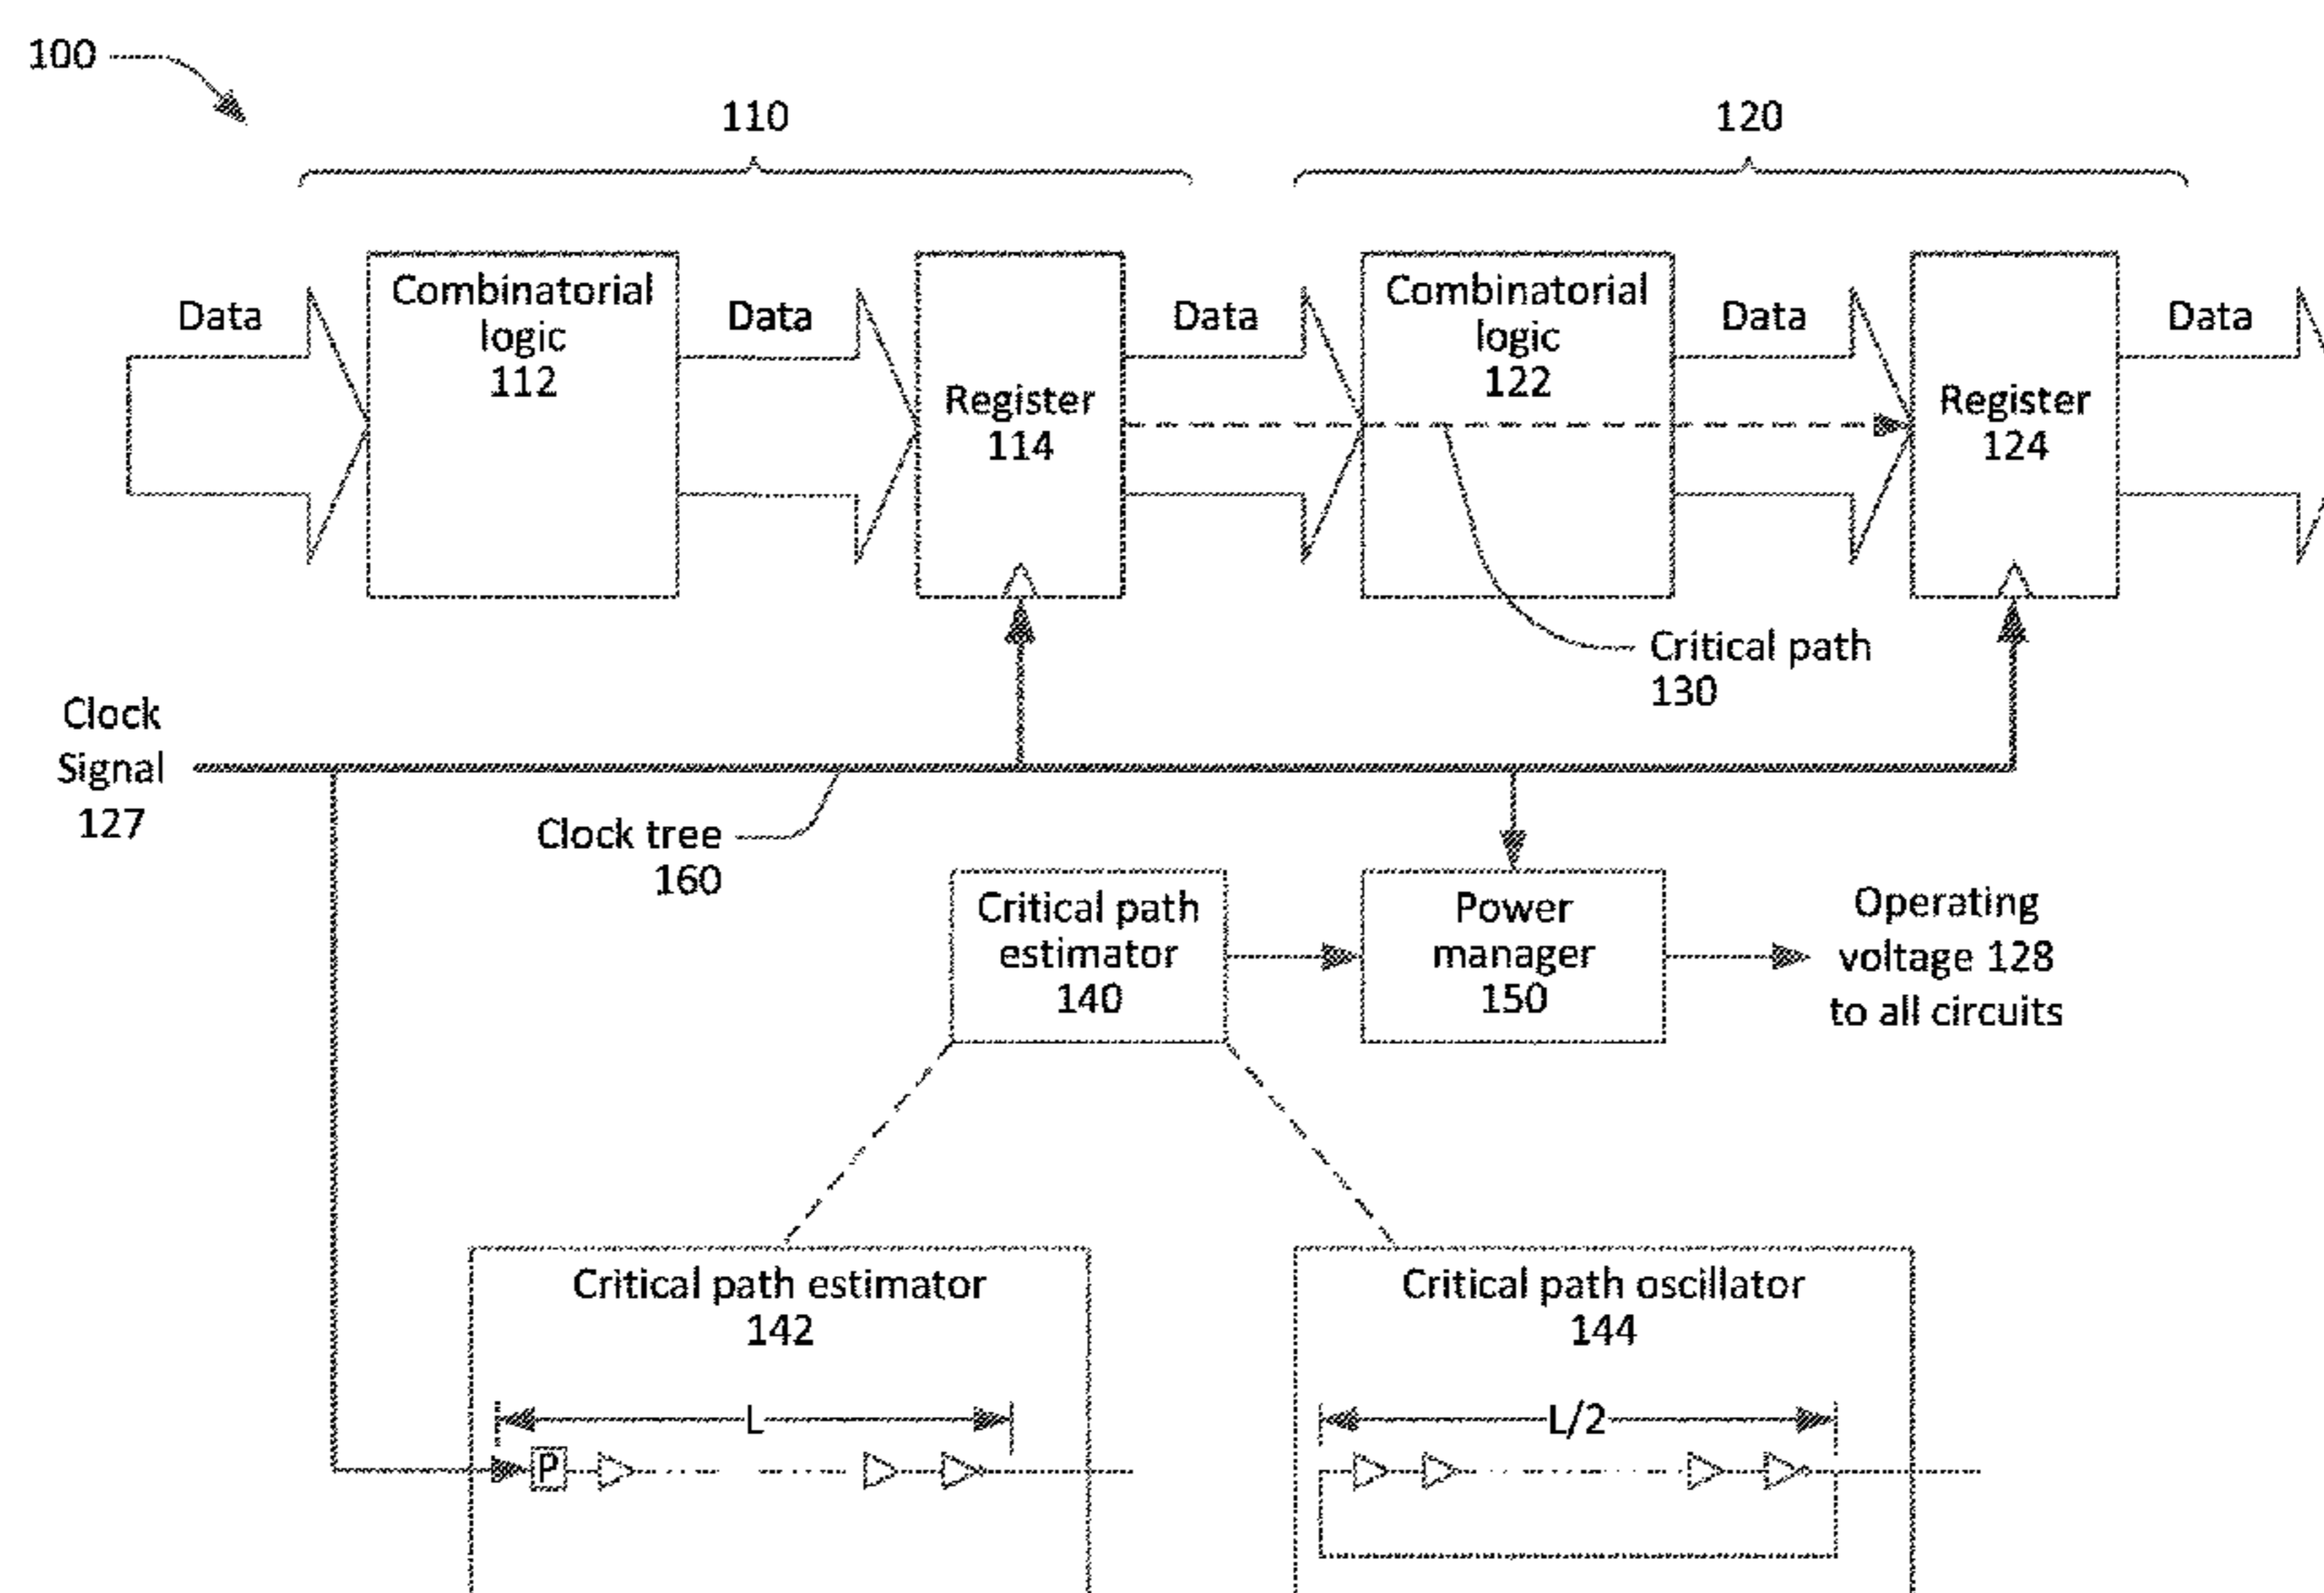 100
110
120
Data
Combinatorial
logic
112
Data
Register
114
Data
Combinatorial
logic
122
Data
Register
124
Data
Critical path
130
Clock
Signal
127
Clock tree
160
Critical path
estimator
140
Power
manager
150
Operating
voltage 128
to all circuits
Critical path estimator
142
L
P
Critical path oscillator
144
L/2